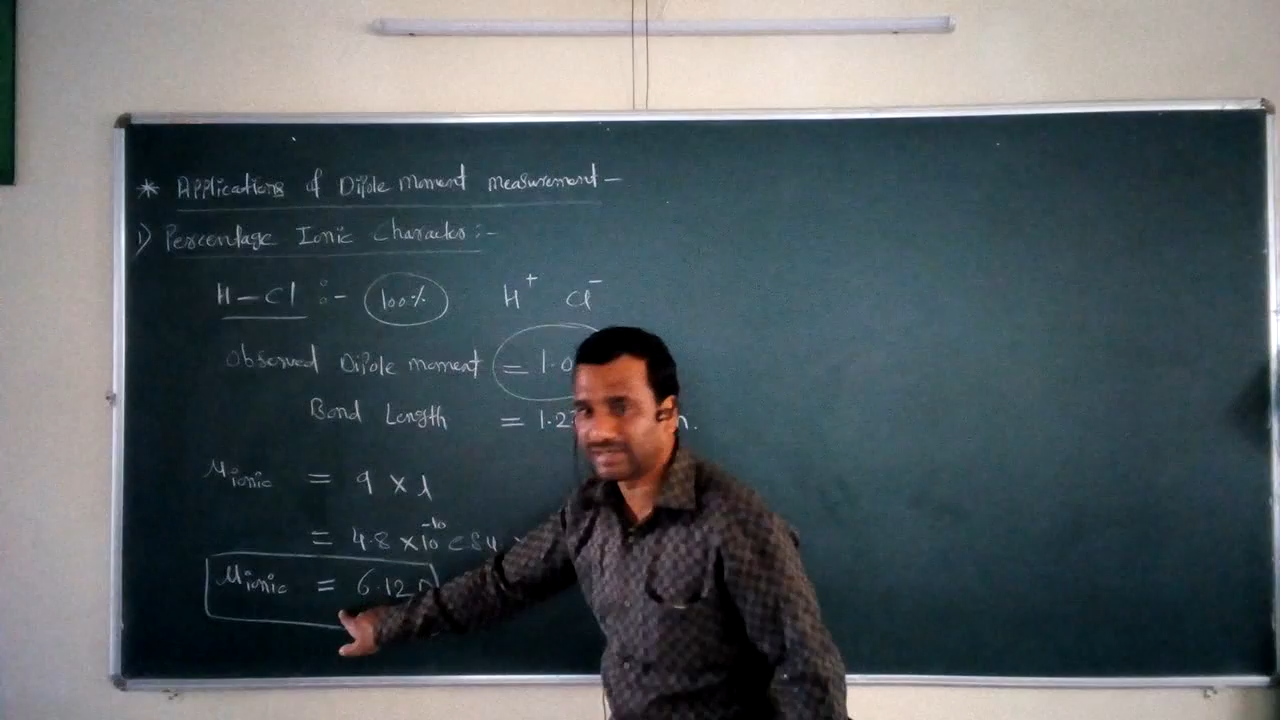 * Applications of Dipole moment measurement -
1) Percentage Ionic Character :-
H-Cl :- 100% H⁺ Cl⁻
Observed Dipole moment = 1.0
Bond Length = 1.2
μionic = q × λ
= 4.8 × 10⁻¹⁰ esu ×
μionic = 6.12 D